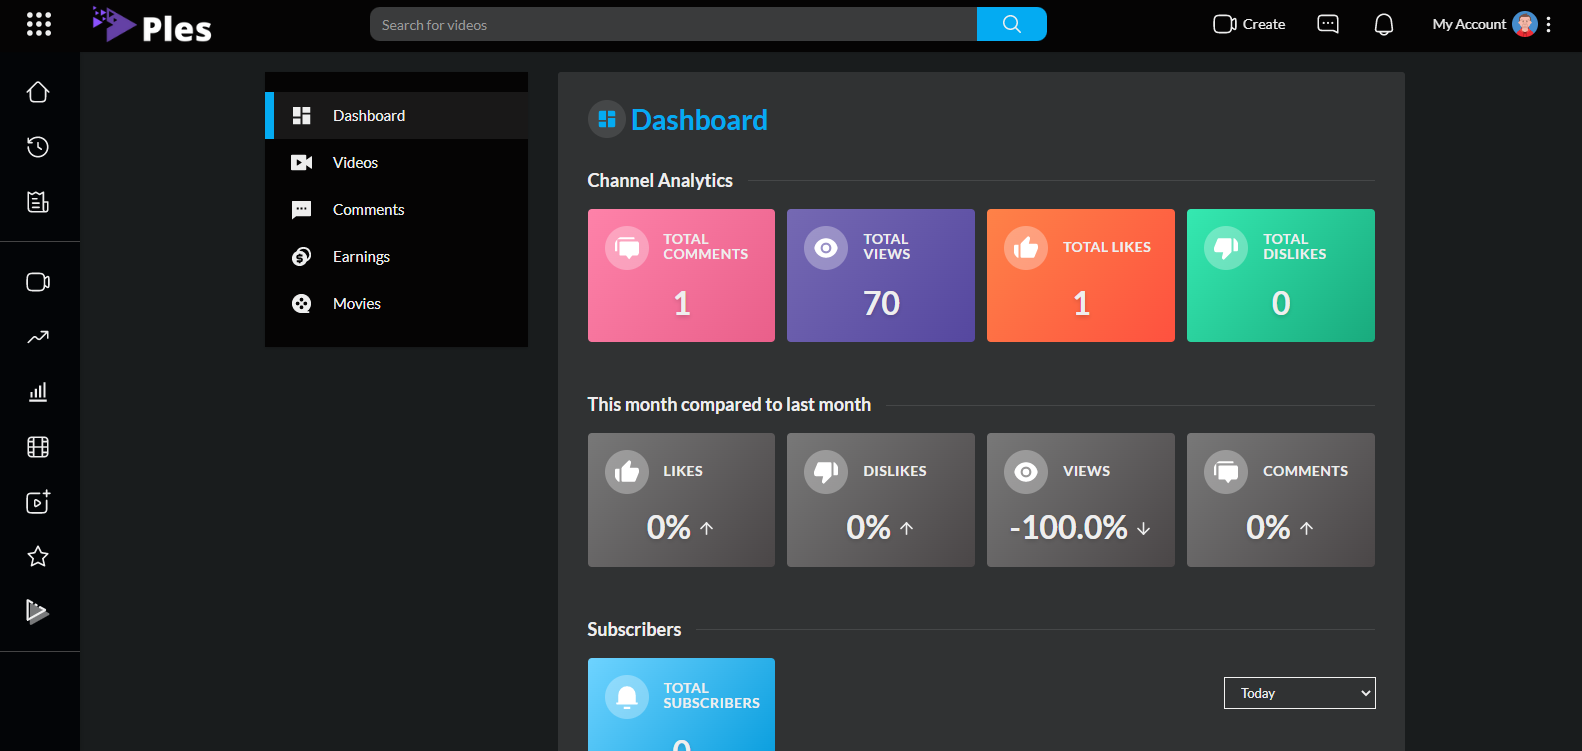 Ples
Search for videos
Create
My Account
Dashboard
Videos
Comments
Earnings
Movies
Dashboard
Channel Analytics
TOTAL
COMMENTS
1
TOTAL
VIEWS
70
TOTAL LIKES
1
TOTAL
DISLIKES
0
This month compared to last month
LIKES
0%
DISLIKES
0%
VIEWS
-100.0%
COMMENTS
0%
Subscribers
TOTAL
SUBSCRIBERS
0
Today